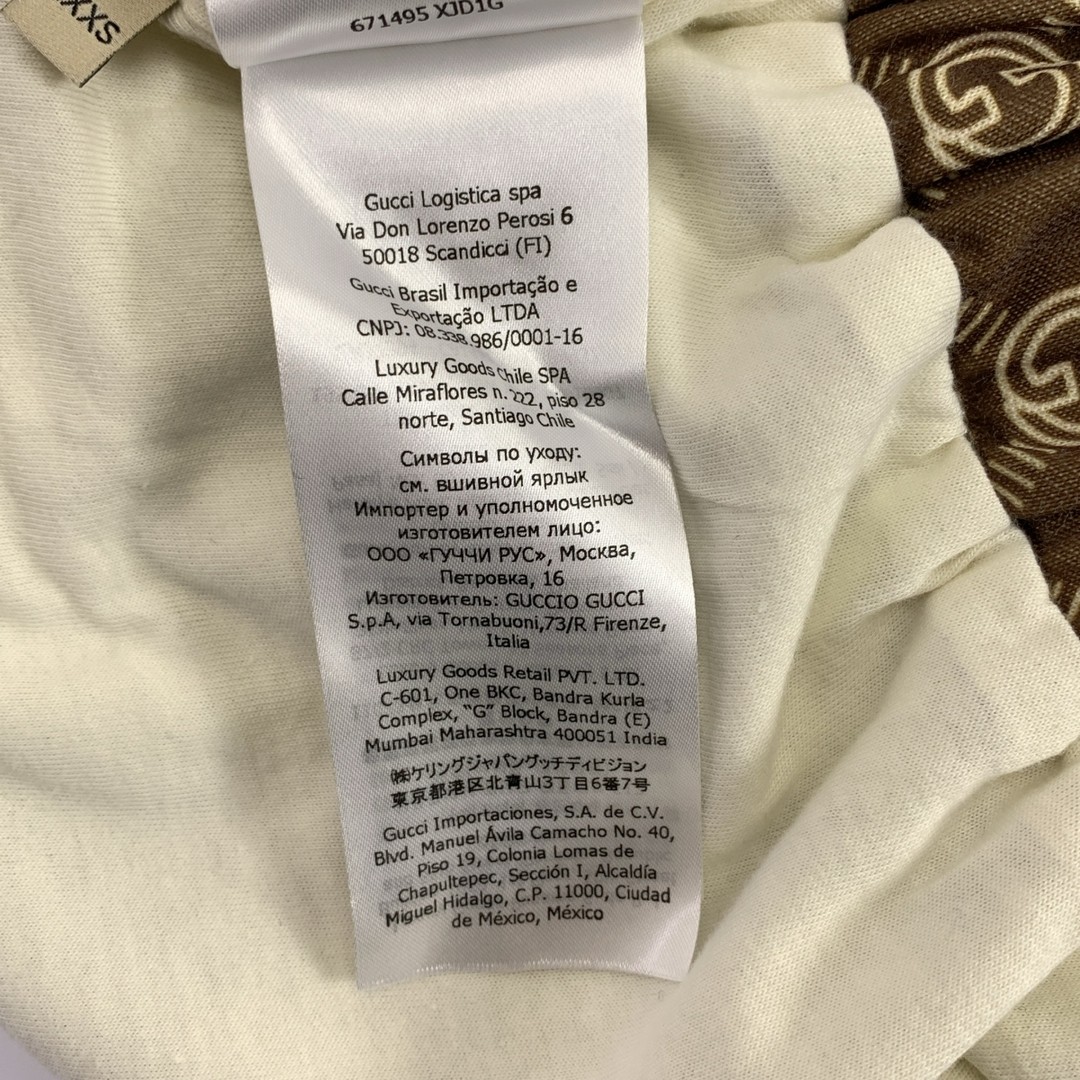 XXS
671495 XJD1G
Gucci Logistica spa
Via Don Lorenzo Perosi 6
50018 Scandicci (FI)
Gucci Brasil Importação e
Exportação LTDA
CNPJ: 08.338.986/0001-16
Luxury Goods Chile SPA
Calle Miraflores n. 222, piso 28
norte, Santiago Chile
Символы по уходу:
см. вшивной ярлык
Импортер и уполномоченное
изготовителем лицо:
ООО «ГУЧЧИ РУС», Москва,
Петровка, 16
Изготовитель: GUCCIO GUCCI
S.p.A, via Tornabuoni,73/R Firenze,
Italia
Luxury Goods Retail PVT. LTD.
C-601, One BKC, Bandra Kurla
Complex, "G" Block, Bandra (E)
Mumbai Maharashtra 400051 India
㈱ケリングジャパングッチディビジョン
東京都港区北青山3丁目6番7号
Gucci Importaciones, S.A. de C.V.
Blvd. Manuel Ávila Camacho No. 40,
Piso 19, Colonia Lomas de
Chapultepec, Sección I, Alcaldía
Miguel Hidalgo, C.P. 11000, Ciudad
de México, México